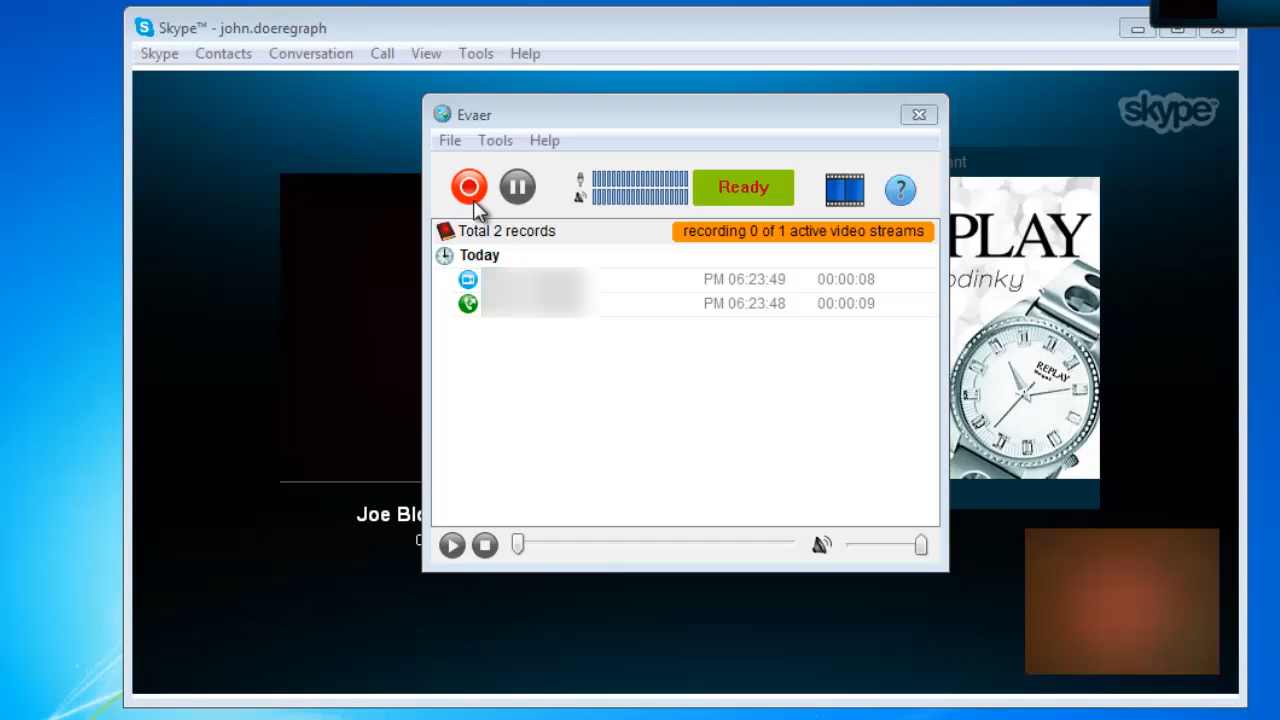 Skype™ - john.doeregraph
Skype Contacts Conversation Call View Tools Help
skype
Evaer
File Tools Help
Ready
?
Total 2 records
recording 0 of 1 active video streams
Today
PM 06:23:49 00:00:08
PM 06:23:48 00:00:09
PLAY
odinky
REPLAY
Joe Blo